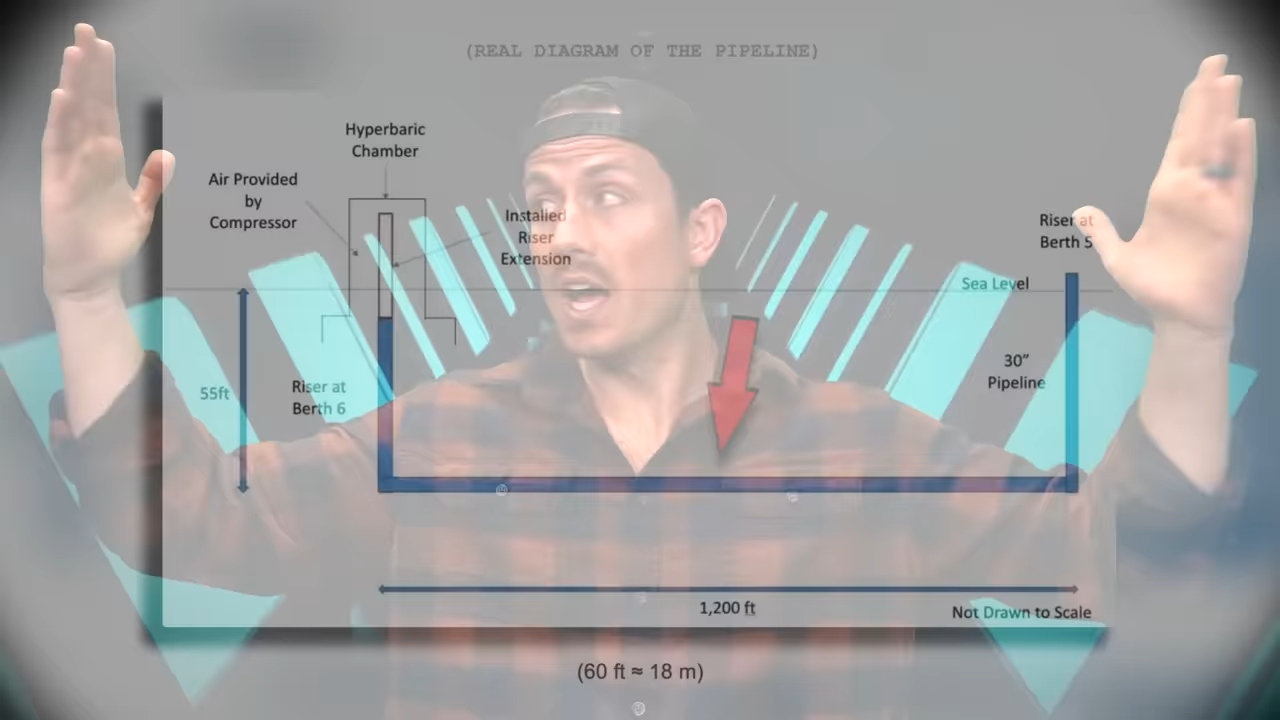 (REAL DIAGRAM OF THE PIPELINE)
Hyperbaric
Chamber
Air Provided
by
Compressor
Installed
Riser
Extension
Riser at
Berth 5
Sea Level
30”
Pipeline
55ft
Riser at
Berth 6
1,200 ft
Not Drawn to Scale
(60 ft ≈ 18 m)